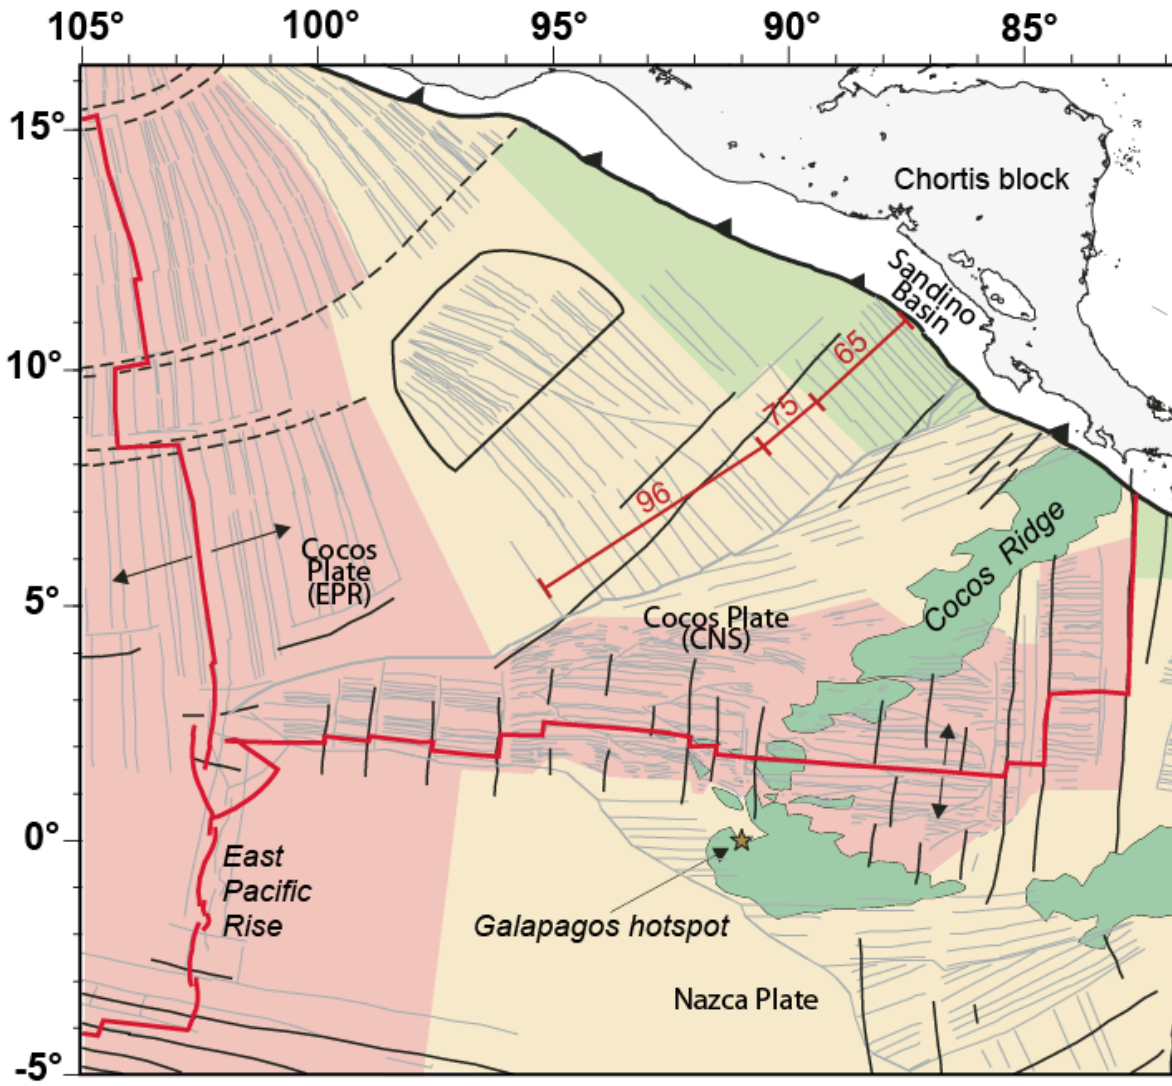 105°
100°
95°
90°
85°
15°
10°
5°
0°
-5°
Chortis block
Sandino
Basin
65
75
96
Cocos
Plate
(EPR)
Cocos Ridge
Cocos Plate
(CNS)
East
Pacific
Rise
Galapagos hotspot
Nazca Plate